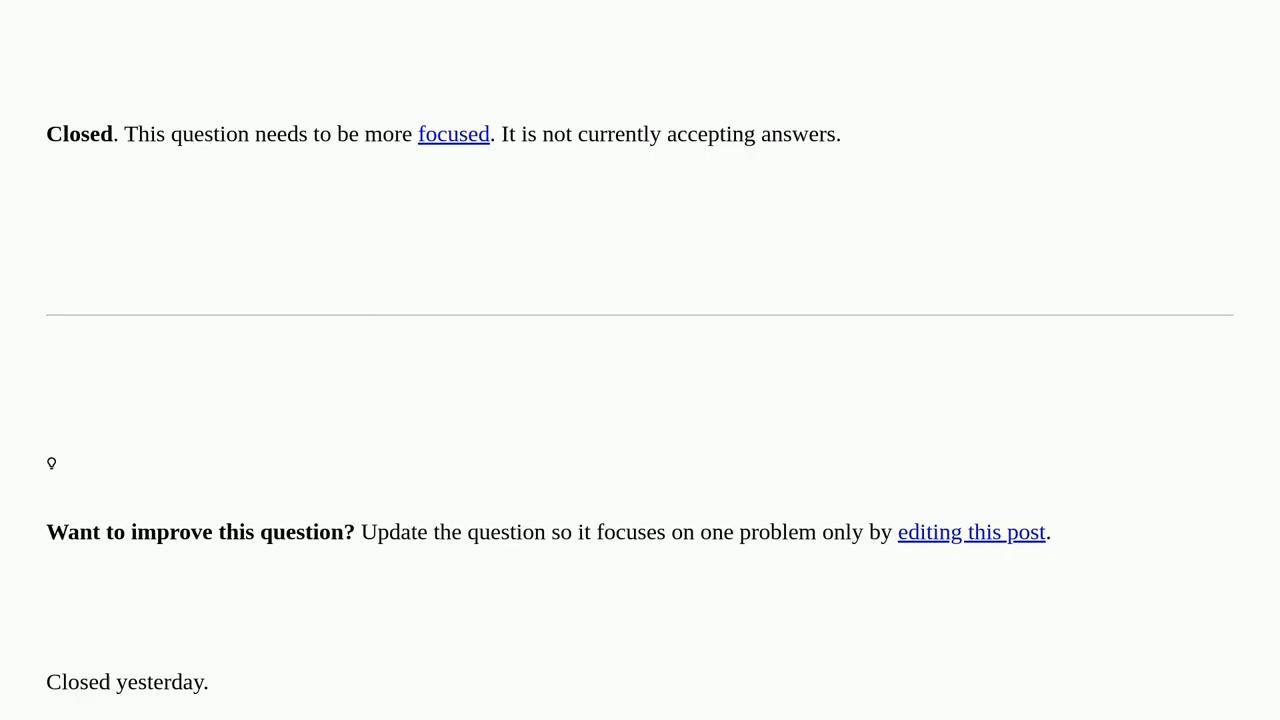 Closed. This question needs to be more focused. It is not currently accepting answers.
Want to improve this question? Update the question so it focuses on one problem only by editing this post.
Closed yesterday.